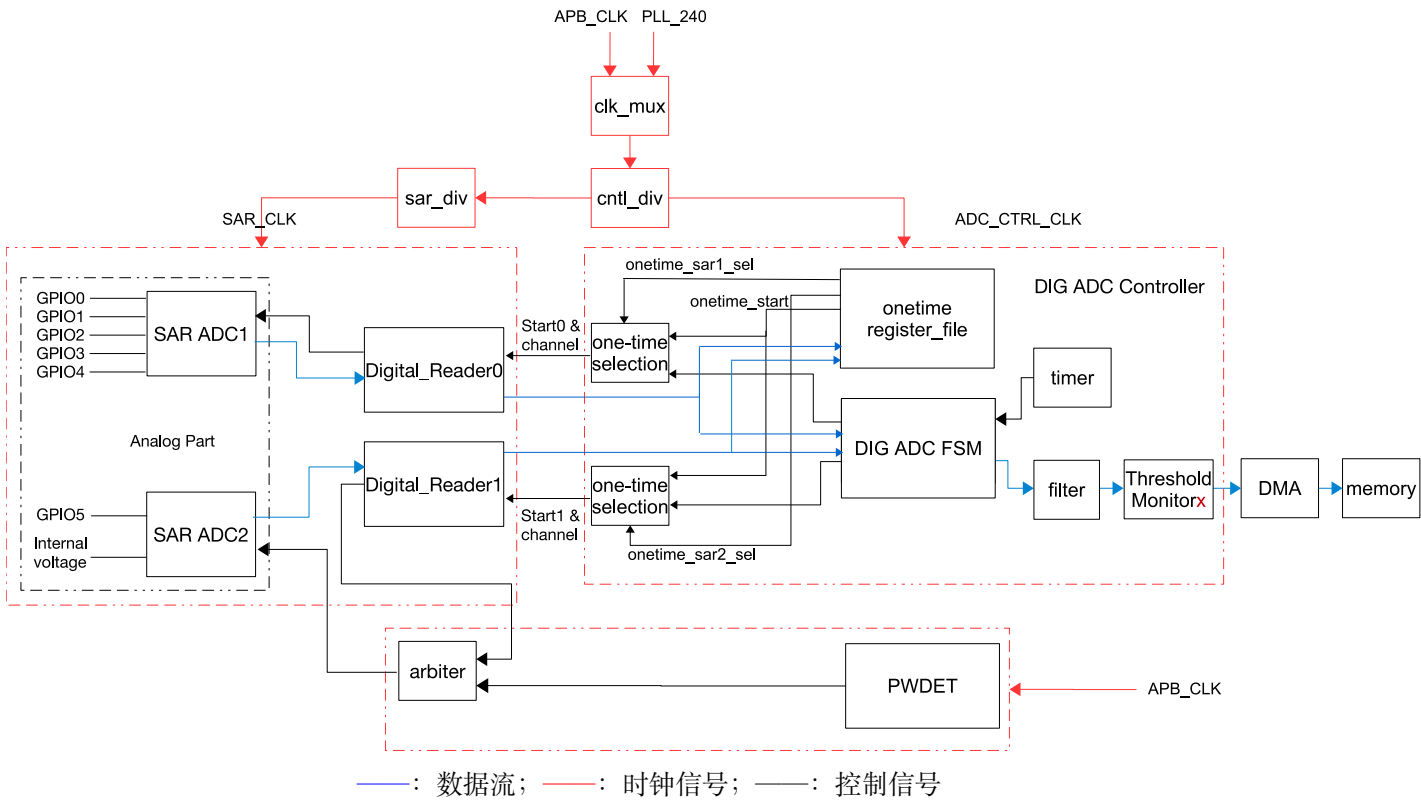 APB_CLK PLL_240
clk_mux
sar_div
cntl_div
SAR_CLK
ADC_CTRL_CLK
onetime_sar1_sel
DIG ADC Controller
GPIO0
GPIO1
GPIO2
GPIO3
GPIO4
SAR ADC1
Digital_Reader0
Start0 &
channel
one-time
selection
onetime_start
onetime
register_file
timer
Analog Part
DIG ADC FSM
GPIO5
Internal
voltage
SAR ADC2
Digital_Reader1
Start1 &
channel
one-time
selection
onetime_sar2_sel
filter
Threshold
Monitorx
DMA
memory
arbiter
PWDET
APB_CLK
——：数据流；——：时钟信号；——：控制信号